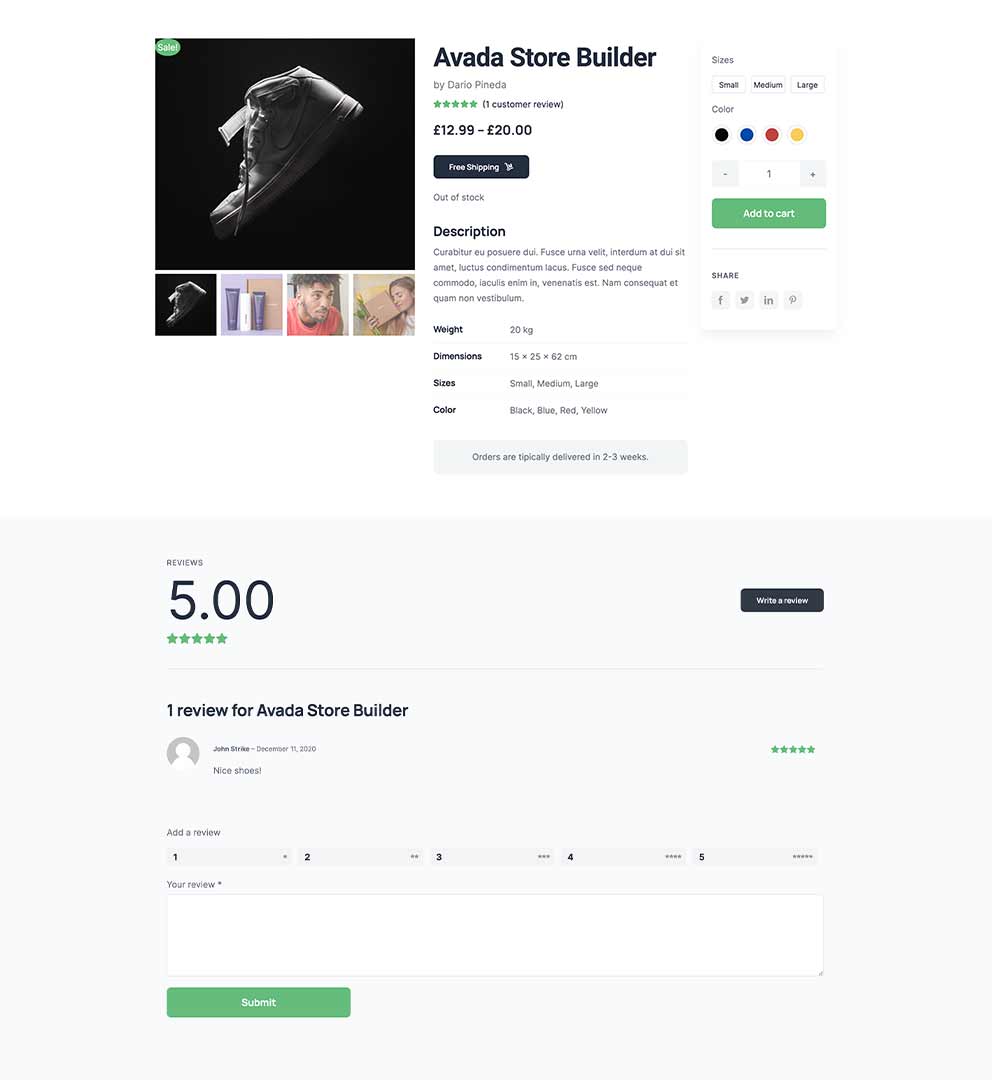 Sale!
Avada Store Builder
by Dario Pineda
(1 customer review)
£12.99 – £20.00
Free Shipping
Out of stock
Description
Curabitur eu posuere dui. Fusce urna velit, interdum at dui sit
amet, luctus condimentum lacus. Fusce sed neque
commodo, iaculis enim in, venenatis est. Nam consequat et
quam non vestibulum.
Weight 20 kg
Dimensions 15 × 25 × 62 cm
Sizes Small, Medium, Large
Color Black, Blue, Red, Yellow
Orders are tipically delivered in 2-3 weeks.
Sizes
Small Medium Large
Color
- 1 +
Add to cart
SHARE
REVIEWS
5.00
Write a review
1 review for Avada Store Builder
John Strike – December 11, 2020
Nice shoes!
Add a review
1 * 2 ** 3 *** 4 **** 5 *****
Your review *
Submit